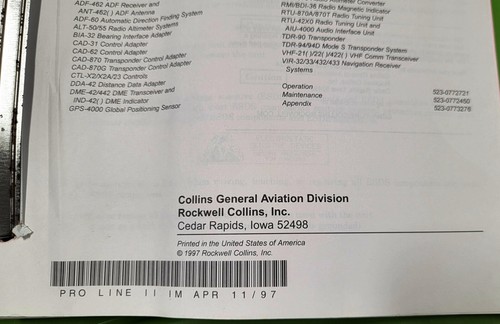 ADF-462 ADF Receiver and
ANT-462( ) ADF Antenna
ADF-60 Automatic Direction Finding System
ALT-50/55 Radio Altimeter Systems
BIA-32 Bearing Interface Adapter
CAD-31 Control Adapter
CAD-62 Control Adapter
CAD-870 Transponder Control Adapter
CAD-870G Transponder Control Adapter
CTL-X2/X2A/23 Controls
DDA-42 Distance Data Adapter
DME-42/442 DME Transceiver and
IND-42( ) DME Indicator
GPS-4000 Global Positioning Sensor
Converter
RMI/BDI-36 Radio Magnetic Indicator
RTU-870A/870T Radio Tuning Unit
RTU-42X0 Radio Tuning Unit and
AIU-4000 Audio Interface Unit
TDR-90 Transponder
TDR-94/94D Mode S Transponder System
VHF-21( )/22( )/422( ) VHF Comm Transceiver
VIR-32/33/432/433 Navigation Receiver
Systems
Operation 523-0772721
Maintenance 523-0772450
Appendix 523-0773276
Collins General Aviation Division
Rockwell Collins, Inc.
Cedar Rapids, Iowa 52498
Printed in the United States of America
© 1997 Rockwell Collins, Inc.
PRO LINE II IM APR 11/97